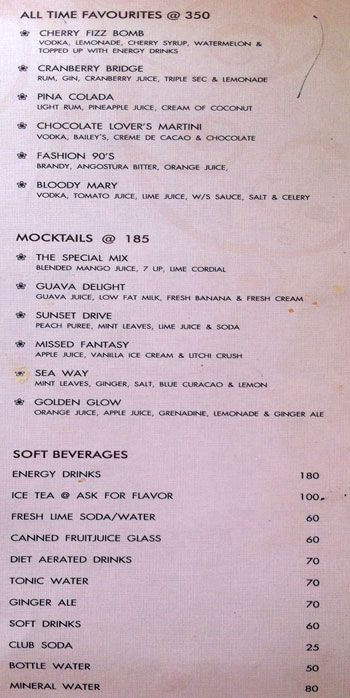 ALL TIME FAVOURITES @ 350
CHERRY FIZZ BOMB
VODKA, LEMONADE, CHERRY SYRUP, WATERMELON &
TOPPED UP WITH ENERGY DRINKS
CRANBERRY BRIDGE
RUM, GIN, CRANBERRY JUICE, TRIPLE SEC & LEMONADE
PINA COLADA
LIGHT RUM, PINEAPPLE JUICE, CREAM OF COCONUT
CHOCOLATE LOVER'S MARTINI
VODKA, BAILEY'S, CREME DE CACAO & CHOCOLATE
FASHION 90'S
BRANDY, ANGOSTURA BITTER, ORANGE JUICE,
BLOODY MARY
VODKA, TOMATO JUICE, LIME JUICE, W/S SAUCE, SALT & CELERY
MOCKTAILS @ 185
THE SPECIAL MIX
BLENDED MANGO JUICE, 7 UP, LIME CORDIAL
GUAVA DELIGHT
GUAVA JUICE, LOW FAT MILK, FRESH BANANA & FRESH CREAM
SUNSET DRIVE
PEACH PUREE, MINT LEAVES, LIME JUICE & SODA
MISSED FANTASY
APPLE JUICE, VANILLA ICE CREAM & LITCHI CRUSH
SEA WAY
MINT LEAVES, GINGER, SALT, BLUE CURACAO & LEMON
GOLDEN GLOW
ORANGE JUICE, APPLE JUICE, GRENADINE, LEMONADE & GINGER ALE
SOFT BEVERAGES
ENERGY DRINKS 180
ICE TEA @ ASK FOR FLAVOR 100
FRESH LIME SODA/WATER 60
CANNED FRUITJUICE GLASS 60
DIET AERATED DRINKS 70
TONIC WATER 70
GINGER ALE 70
SOFT DRINKS 60
CLUB SODA 25
BOTTLE WATER 50
MINERAL WATER 80